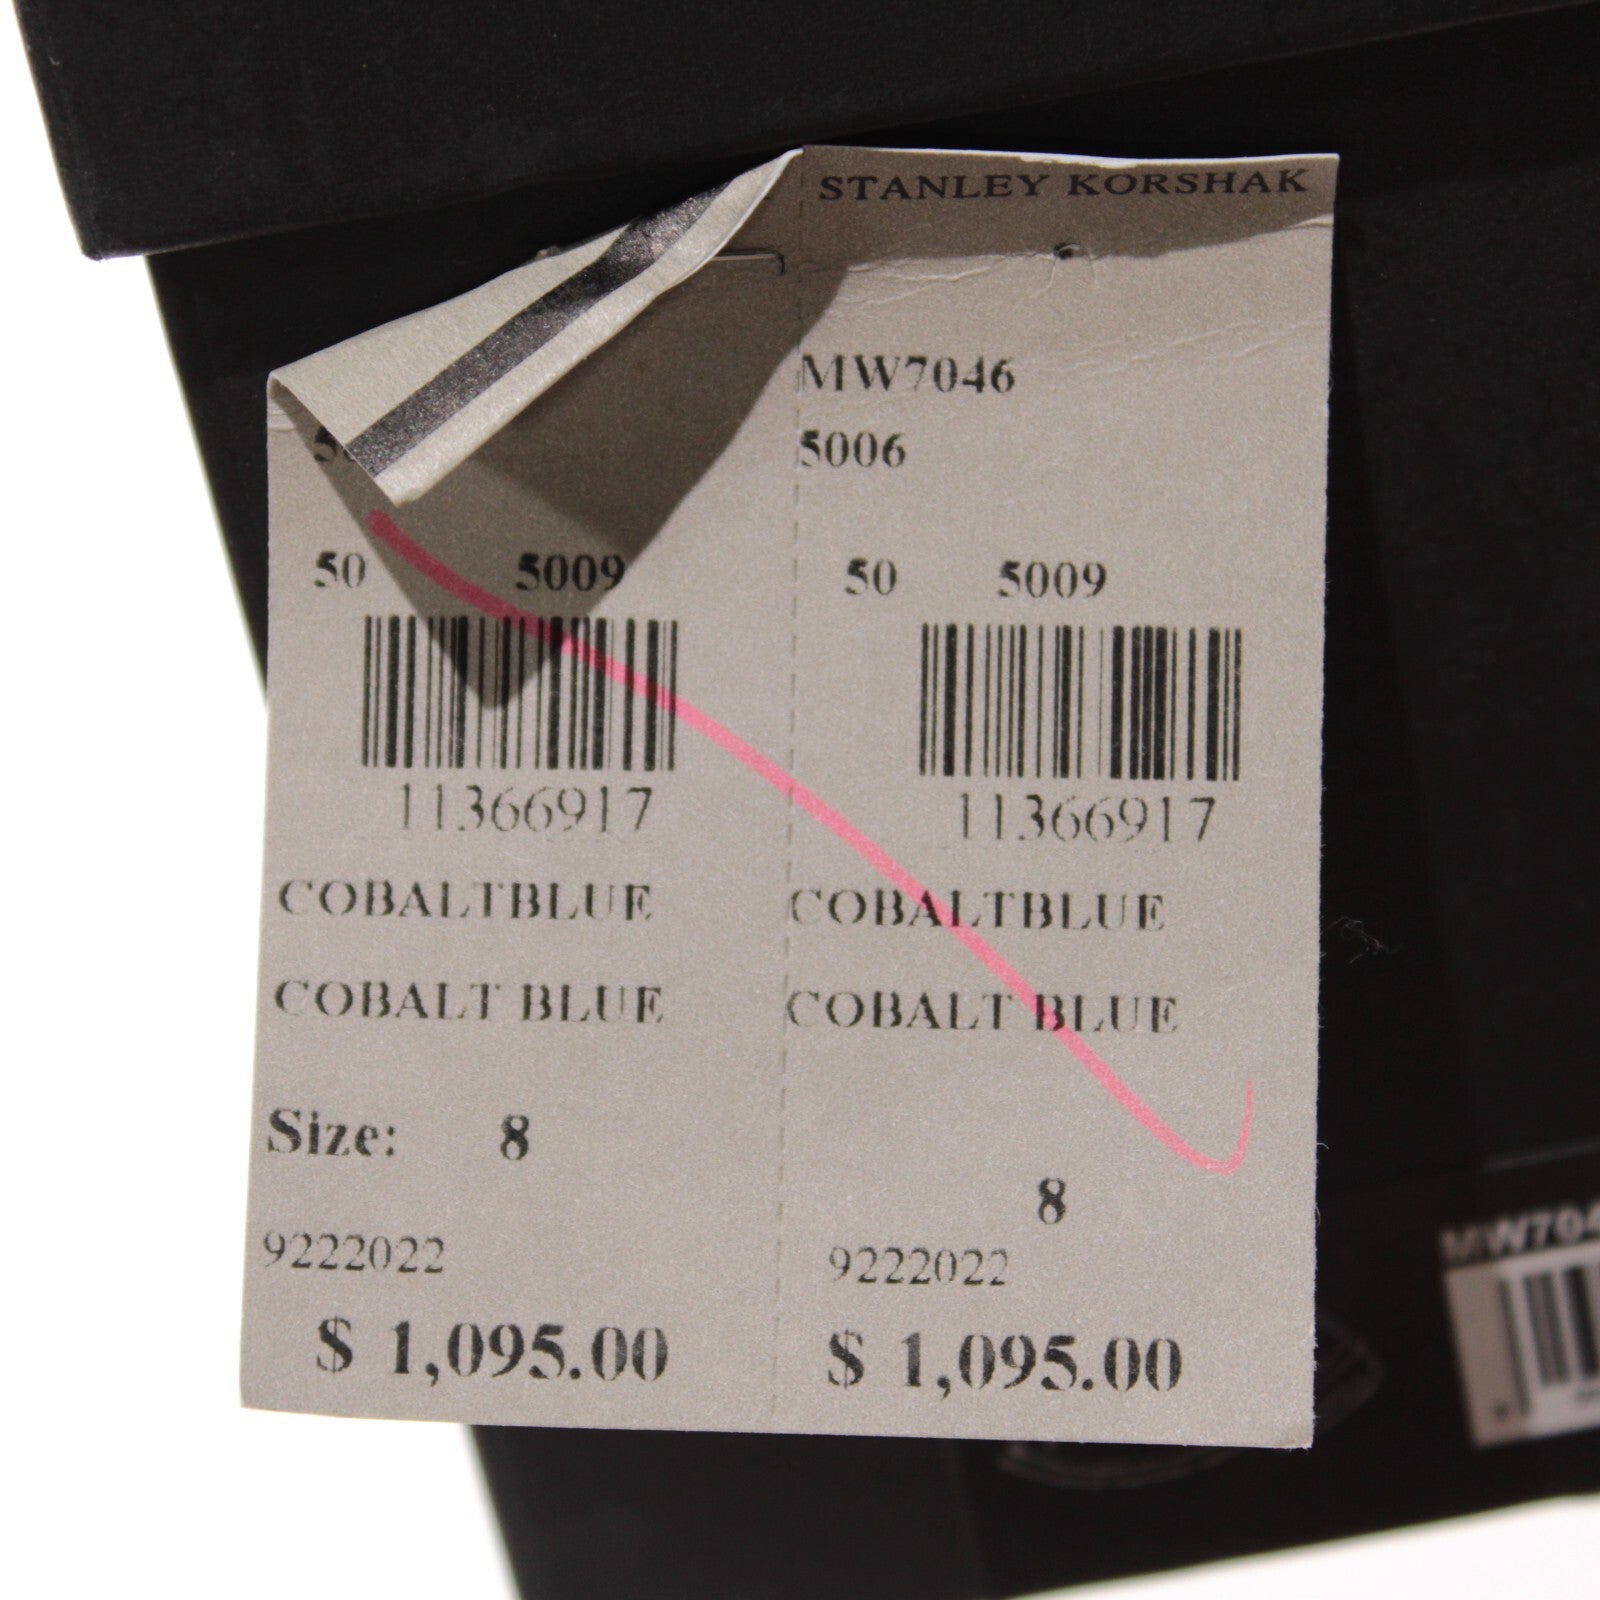 STANLEY KORSHAK
MW7046
5006
50 5009
11366917
COBALTBLUE
COBALT BLUE
Size: 8
9222022
$ 1,095.00
50 5009
11366917
COBALTBLUE
COBALT BLUE
8
9222022
$ 1,095.00